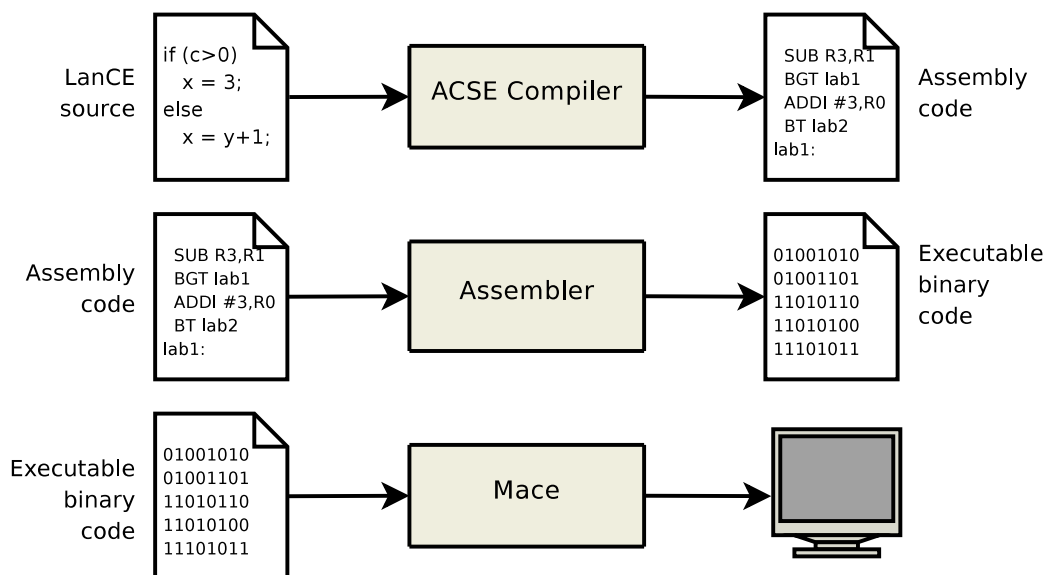 LanCE
source
if (c>0)
x = 3;
else
x = y+1;
ACSE Compiler
SUB R3,R1
BGT lab1
ADDI #3,R0
BT lab2
lab1:
Assembly
code
Assembly
code
SUB R3,R1
BGT lab1
ADDI #3,R0
BT lab2
lab1:
Assembler
01001010
01001101
11010110
11010100
11101011
Executable
binary
code
Executable
binary
code
01001010
01001101
11010110
11010100
11101011
Mace